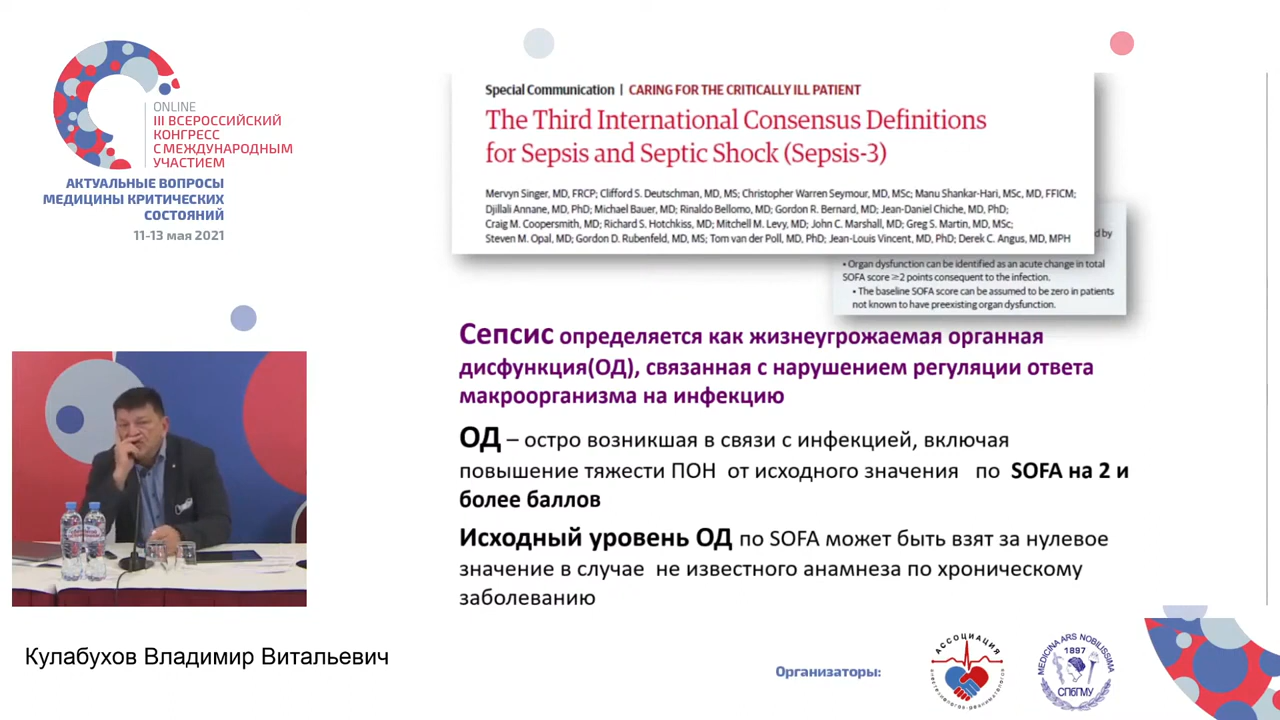 ONLINE
III ВСЕРОССИЙСКИЙ
КОНГРЕСС
С МЕЖДУНАРОДНЫМ
УЧАСТИЕМ
АКТУАЛЬНЫЕ ВОПРОСЫ
МЕДИЦИНЫ КРИТИЧЕСКИХ
СОСТОЯНИЙ
11-13 мая 2021
Special Communication | CARING FOR THE CRITICALLY ILL PATIENT
The Third International Consensus Definitions
for Sepsis and Septic Shock (Sepsis-3)
Mervyn Singer, MD, FRCP; Clifford S. Deutschman, MD, MS; Christopher Warren Seymour, MD, MSc; Manu Shankar-Hari, MSc, MD, FFICM;
Djillali Annane, MD, PhD; Michael Bauer, MD; Rinaldo Bellomo, MD; Gordon R. Bernard, MD; Jean-Daniel Chiche, MD, PhD;
Craig M. Coopersmith, MD; Richard S. Hotchkiss, MD; Mitchell M. Levy, MD; John C. Marshall, MD; Greg S. Martin, MD, MSc;
Steven M. Opal, MD; Gordon D. Rubenfeld, MD, MS; Tom van der Poll, MD, PhD; Jean-Louis Vincent, MD, PhD; Derek C. Angus, MD, MPH
d by
• Organ dysfunction can be identified as an acute change in total
SOFA score ≥2 points consequent to the infection.
• The baseline SOFA score can be assumed to be zero in patients
not known to have preexisting organ dysfunction.
Сепсис определяется как жизнеугрожаемая органная
дисфункция(ОД), связанная с нарушением регуляции ответа
макроорганизма на инфекцию
ОД – остро возникшая в связи с инфекцией, включая
повышение тяжести ПОН от исходного значения по SOFA на 2 и
более баллов
Исходный уровень ОД по SOFA может быть взят за нулевое
значение в случае не известного анамнеза по хроническому
заболеванию
Кулабухов Владимир Витальевич
Организаторы:
АССОЦИАЦИЯ
анестезиологов-реаниматологов
MEDICINA ARS NOBILISSIMA
1897
СПбГМУ